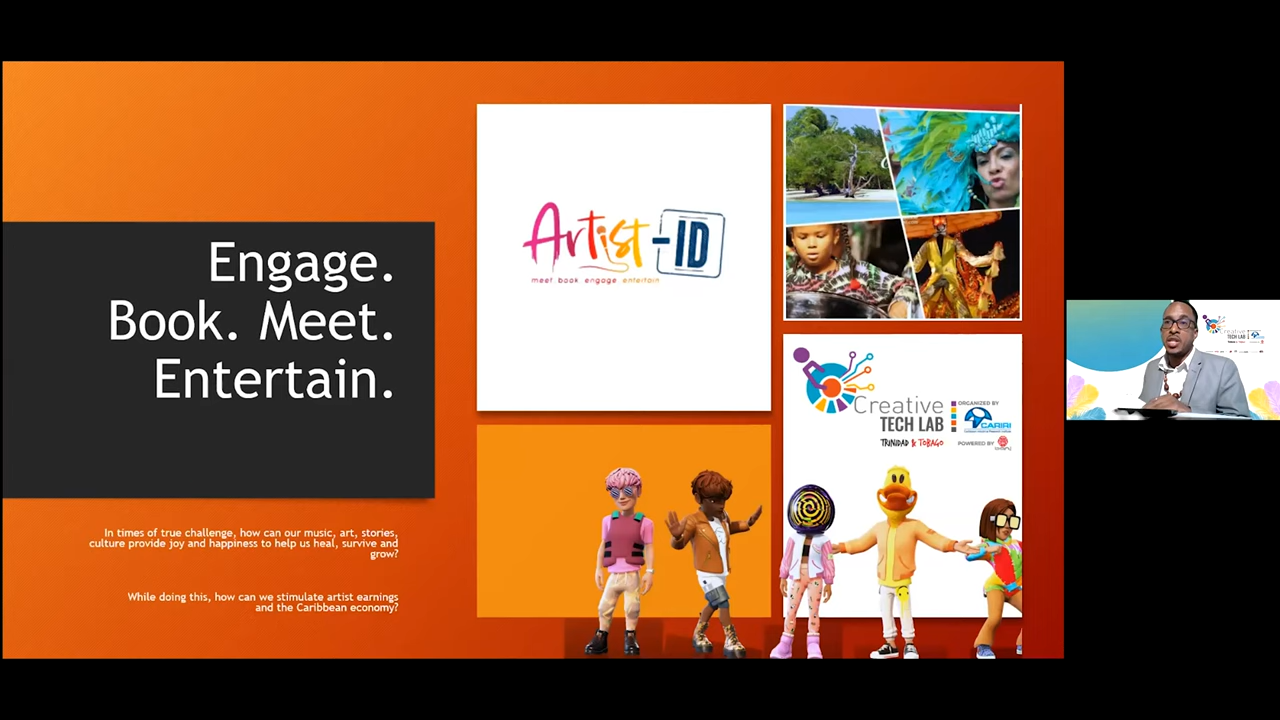 Engage.
Book. Meet.
Entertain.
In times of true challenge, how can our music, art, stories,
culture provide joy and happiness to help us heal, survive and
grow?
While doing this, how can we stimulate artist earnings
and the Caribbean economy?
Artist-ID
meet book engage entertain
Creative
TECH LAB
TRINIDAD & TOBAGO
ORGANIZED BY
CARIRI
POWERED BY
Creative
TECH LAB